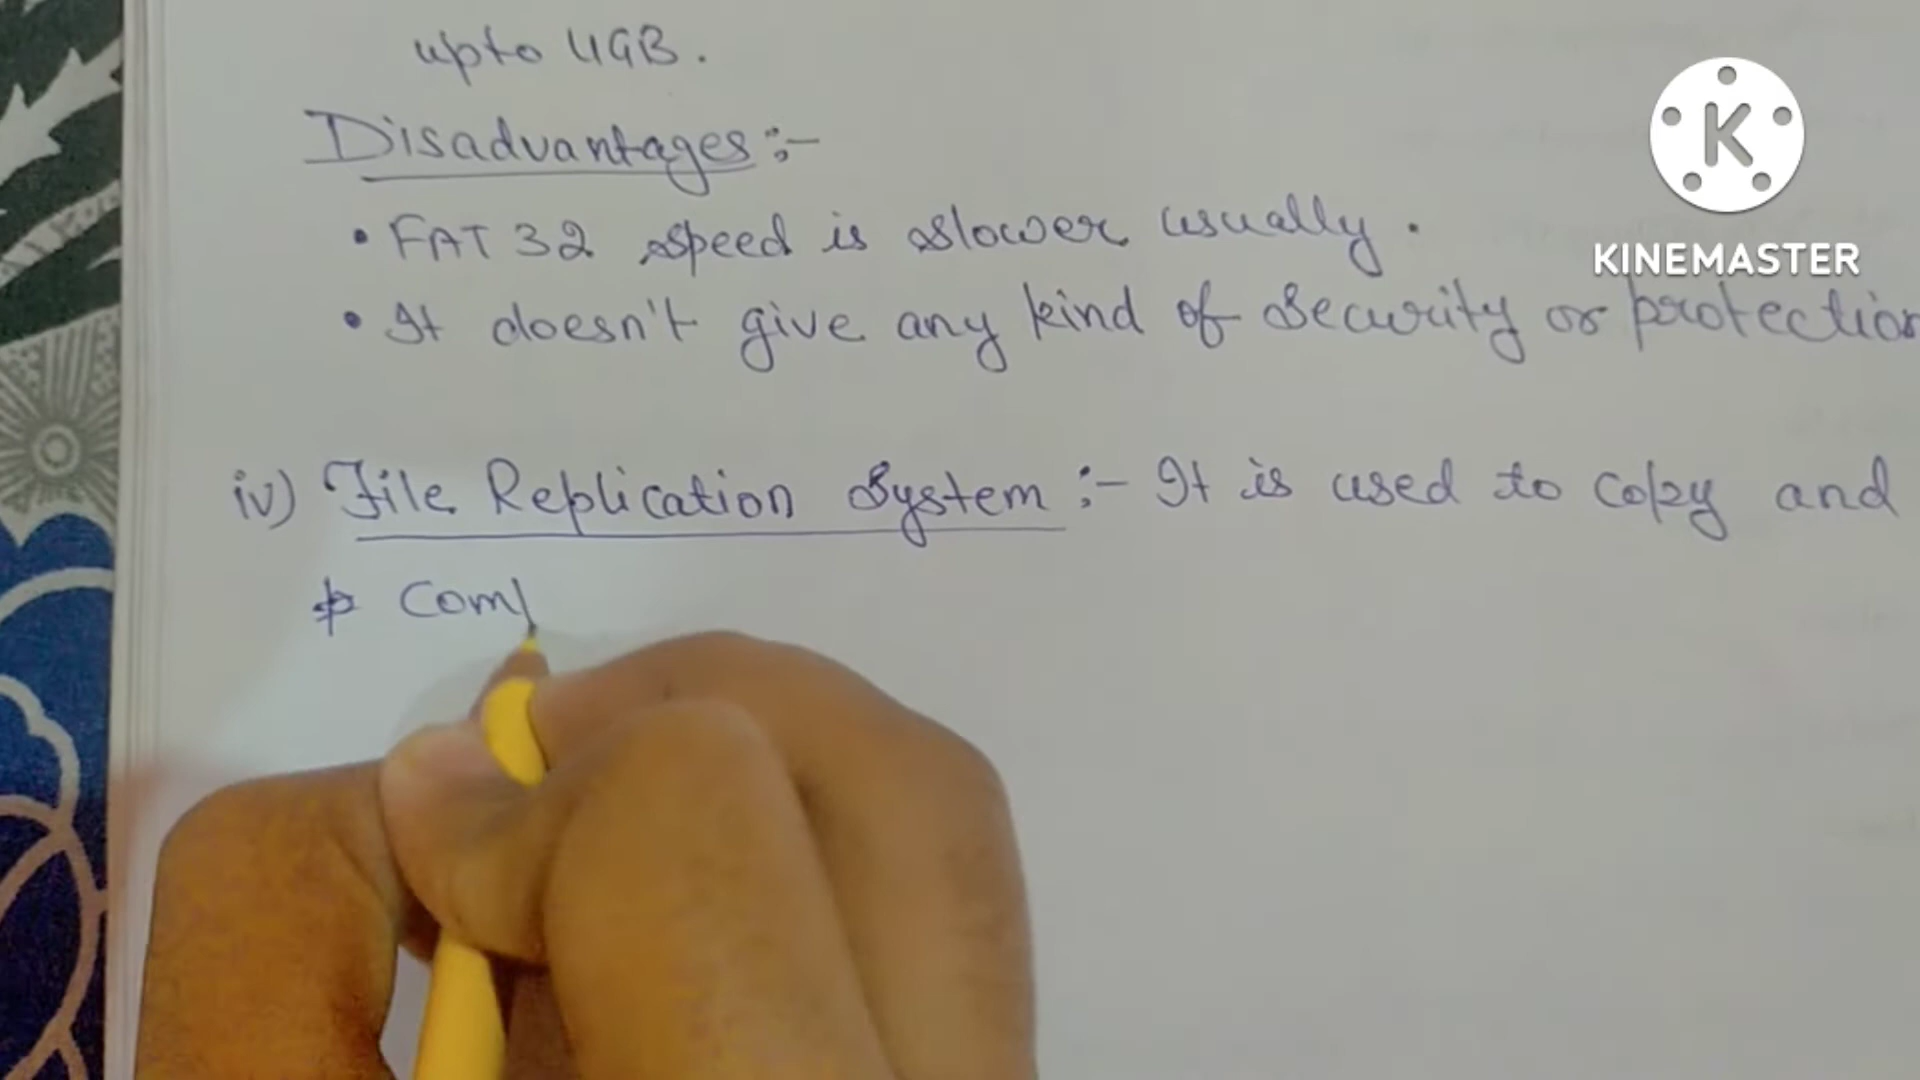 upto 4GB.
Disadvantages :-
• FAT 32 speed is slower usually.
• It doesn't give any kind of security or protection
iv) File Replication System :- It is used to copy and
Com
K
KINEMASTER